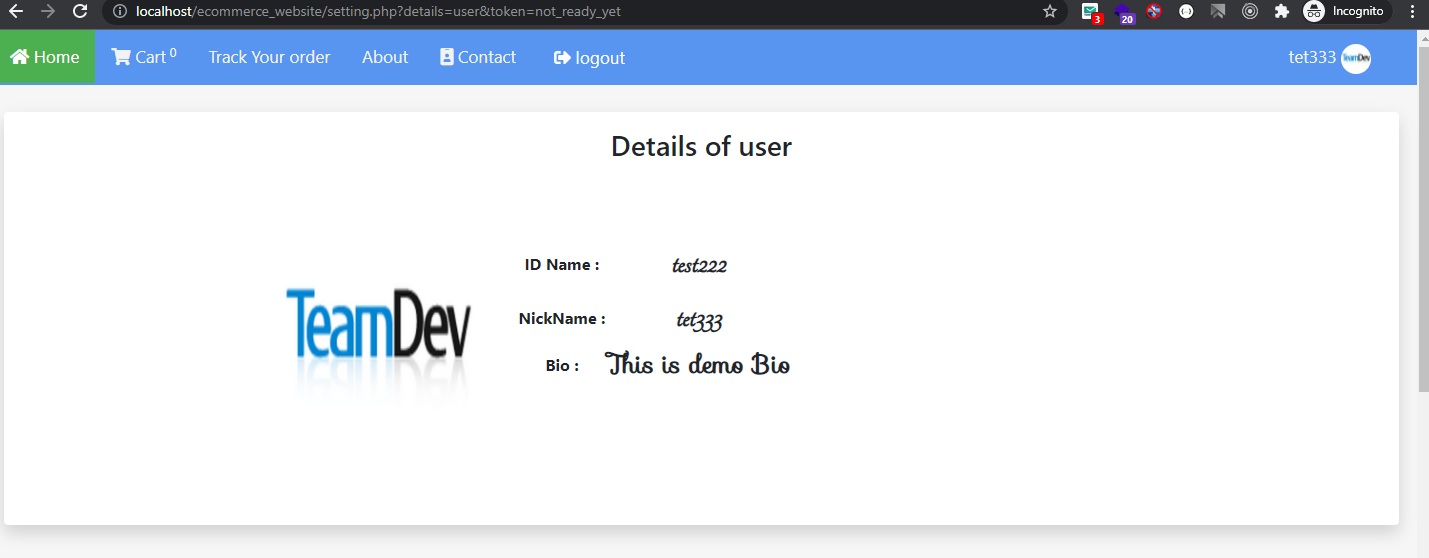 localhost/ecommerce_website/setting.php?details=user&token=not_ready_yet
3
20
Incognito
Home
Cart 0
Track Your order
About
Contact
logout
tet333
TeamDev
Details of user
TeamDev
ID Name : test222
NickName : tet333
Bio : This is demo Bio